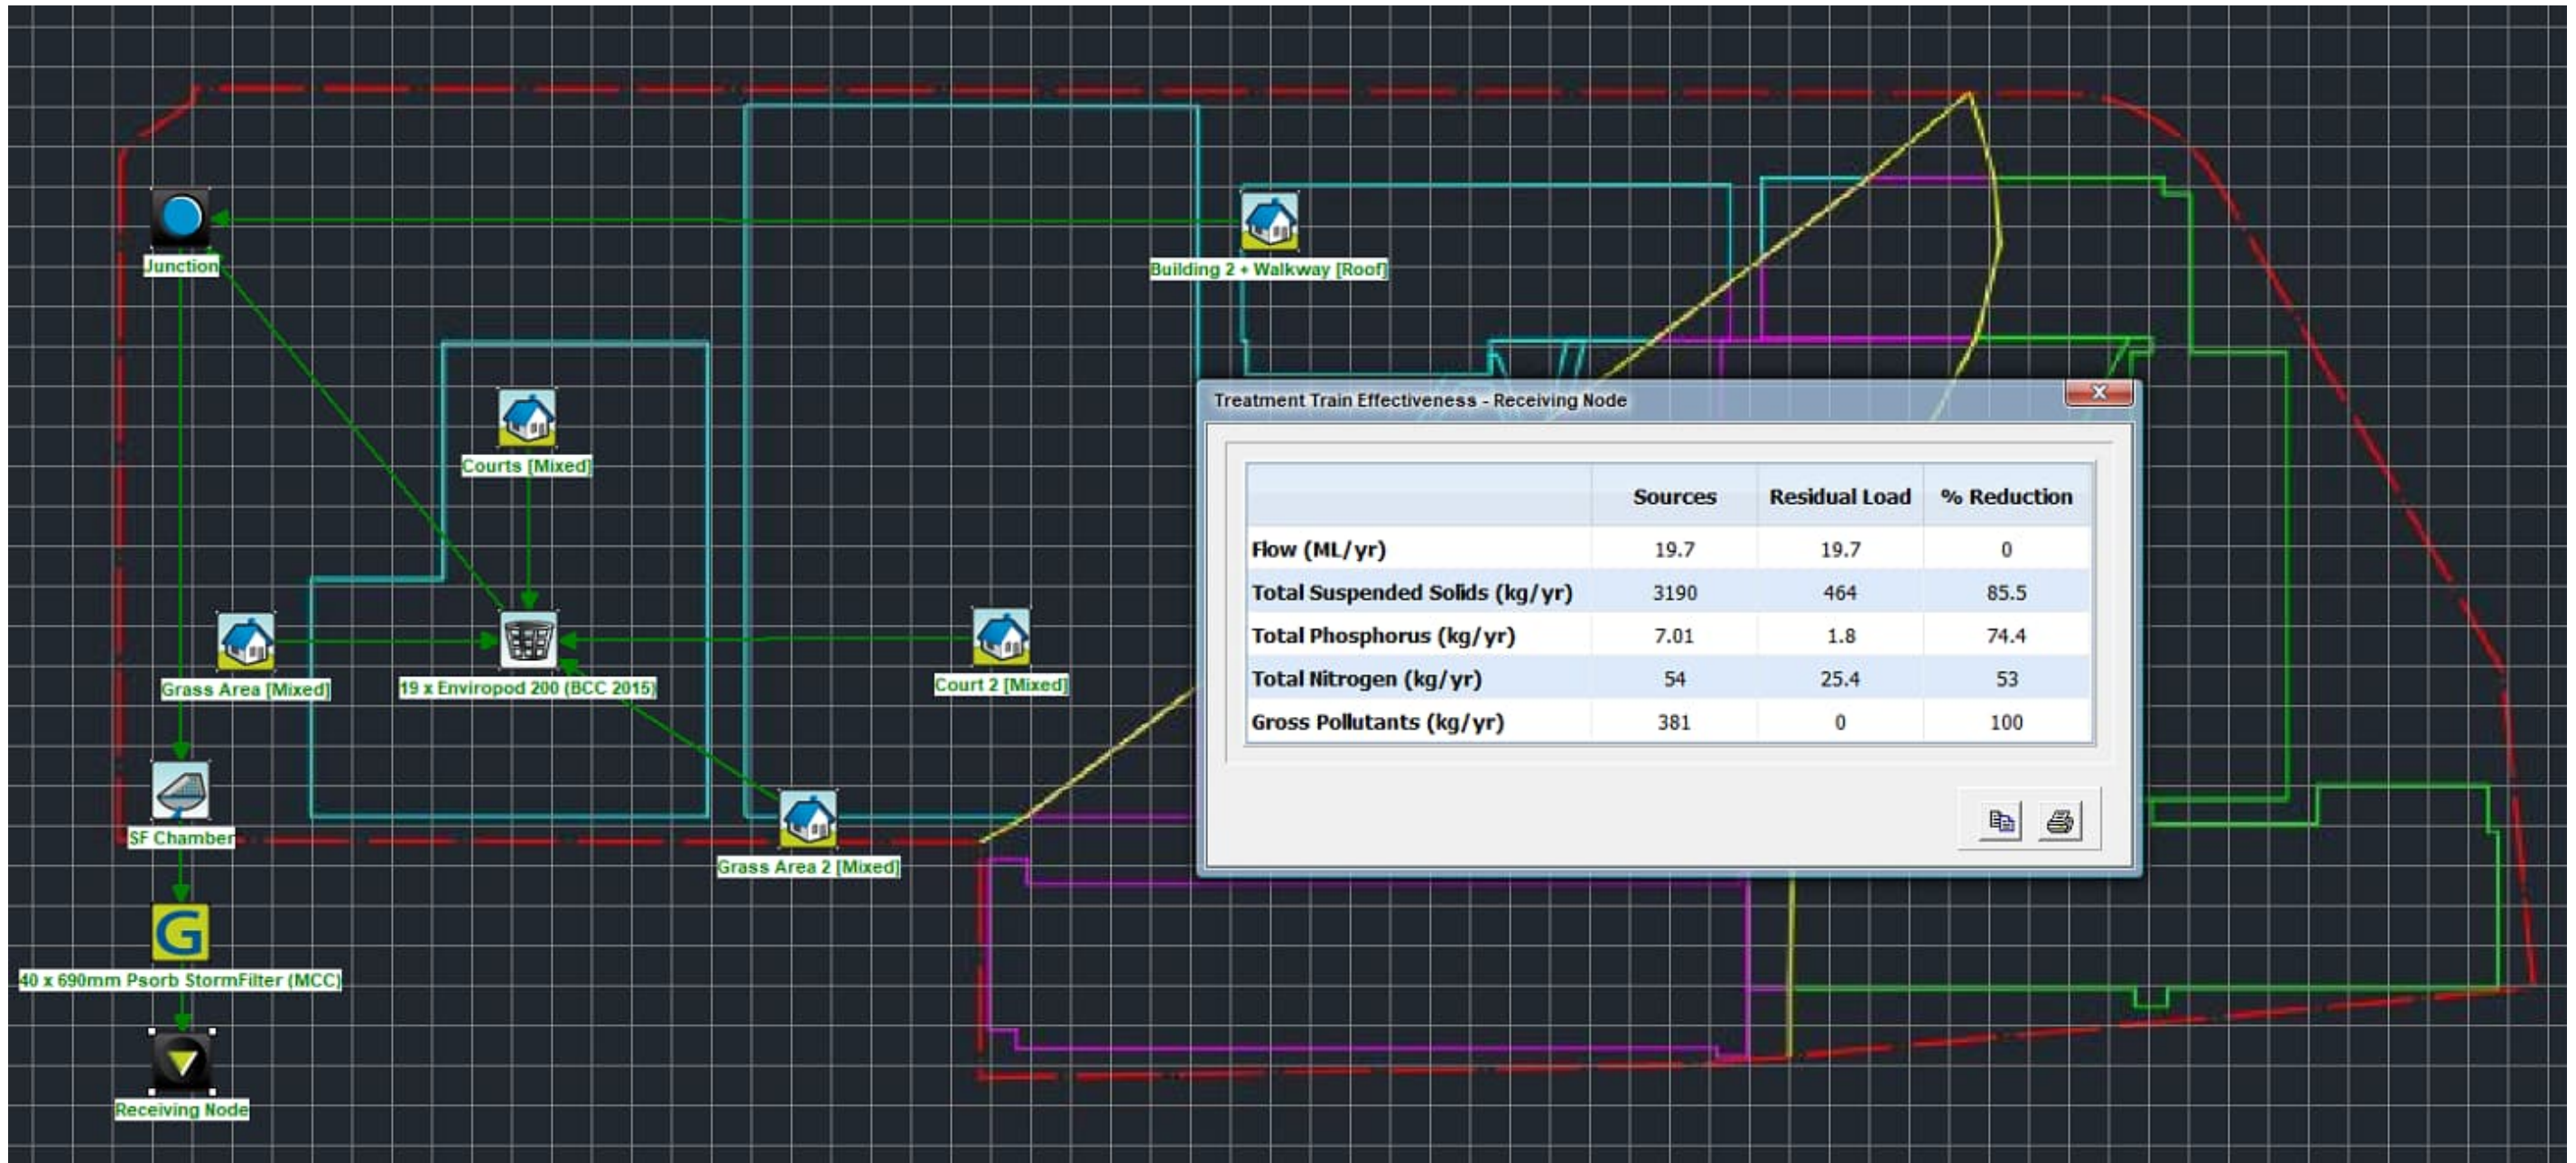 Junction
Building 2 + Walkway [Roof]
Courts [Mixed]
Grass Area [Mixed]
19 x Enviropod 200 (BCC 2015)
Court 2 [Mixed]
SF Chamber
Grass Area 2 [Mixed]
G
40 x 690mm Psorb StormFilter (MCC)
Receiving Node
Treatment Train Effectiveness - Receiving Node
Sources Residual Load % Reduction
Flow (ML/yr) 19.7 19.7 0
Total Suspended Solids (kg/yr) 3190 464 85.5
Total Phosphorus (kg/yr) 7.01 1.8 74.4
Total Nitrogen (kg/yr) 54 25.4 53
Gross Pollutants (kg/yr) 381 0 100